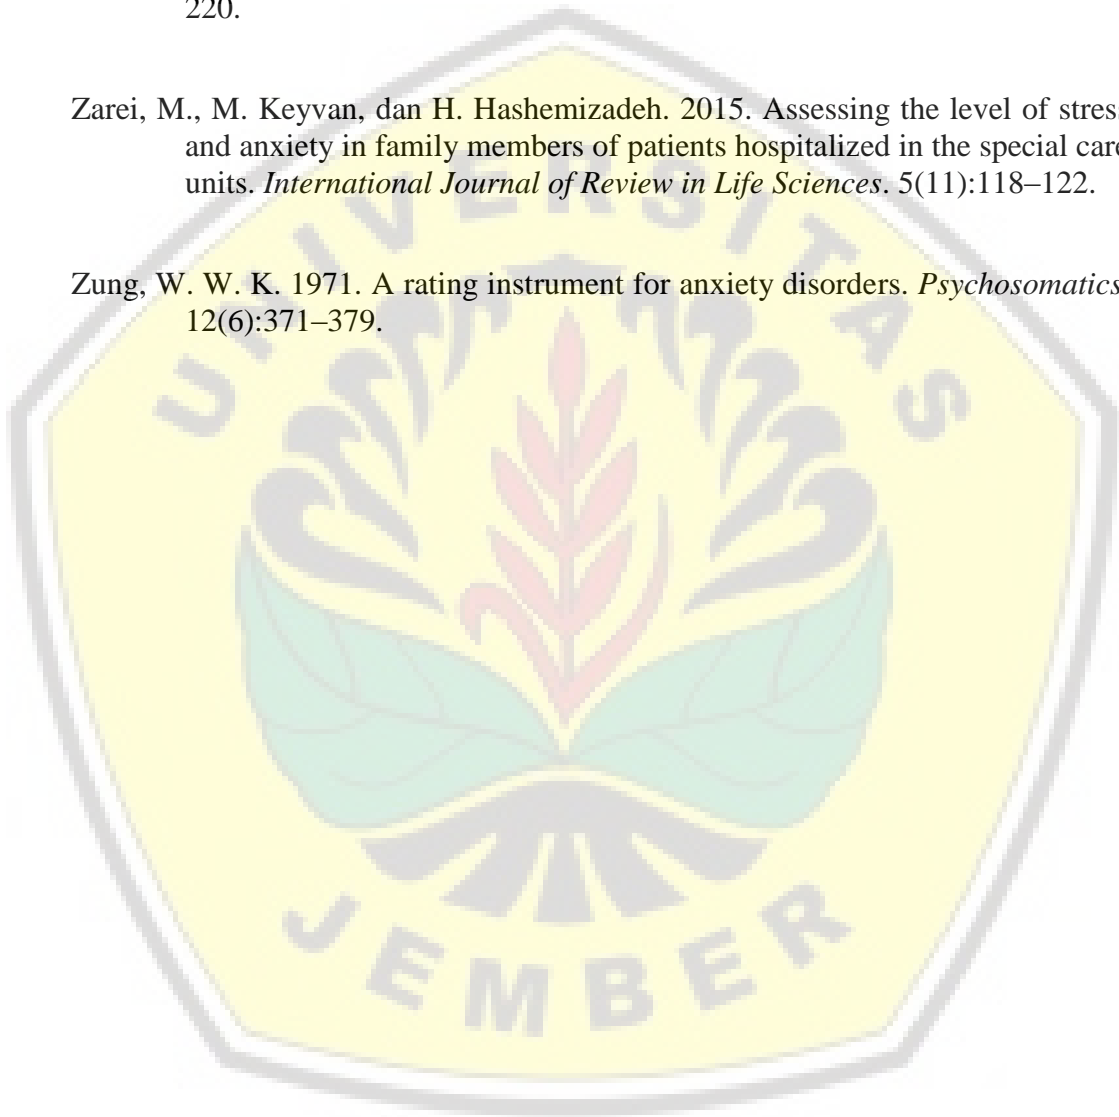 220.
Zarei, M., M. Keyvan, dan H. Hashemizadeh. 2015. Assessing the level of stres
and anxiety in family members of patients hospitalized in the special care
units. International Journal of Review in Life Sciences. 5(11):118–122.
Zung, W. W. K. 1971. A rating instrument for anxiety disorders. Psychosomatics
12(6):371–379.
UNIVERSITAS
JEMBER